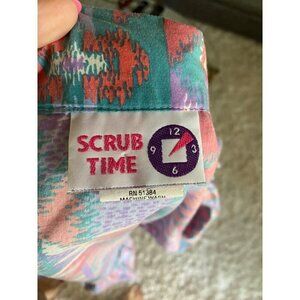 SCRUB
TIME
12
9 3
6
RN 51384
MACHINE WASH